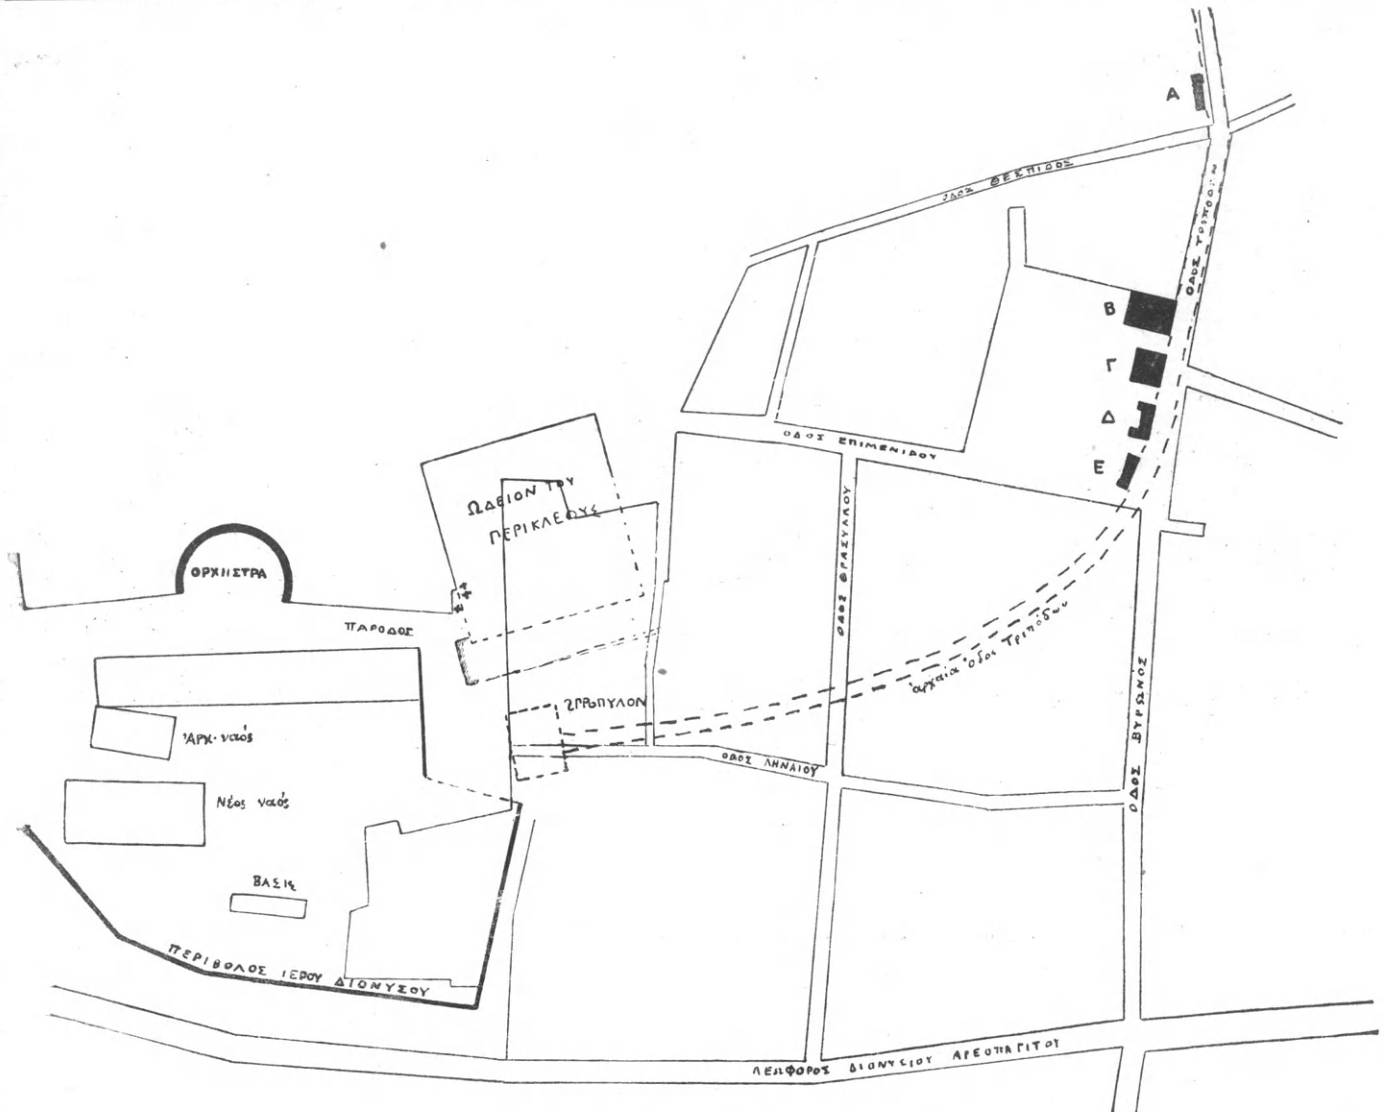 Α
ΟΔΟΣ ΘΕΣΠΙΔΟΣ
ΟΔΟΣ ΤΡΙΠΟΔΩΝ
Β
Γ
Δ
Ε
ΟΔΟΣ ΕΠΙΜΕΝΙΔΟΥ
ΩΔΕΙΟΝ ΤΟΥ
ΠΕΡΙΚΛΕΟΥΣ
ΟΔΟΣ ΘΡΑΣΥΛΛΟΥ
ΟΡΧΗΣΤΡΑ
ΠΑΡΟΔΟΣ
ἀρχαία Ὁδος Τριπόδων
ΠΡΟΠΥΛΟΝ
ἈΡΧ. ναός
ΟΔΟΣ ΛΗΝΑΙΟΥ
ΟΔΟΣ ΒΥΡΩΝΟΣ
Νέος ναός
ΒΑΣΙΣ
ΠΕΡΙΒΟΛΟΣ ΙΕΡΟΥ ΔΙΟΝΥΣΟΥ
ΛΕΩΦΟΡΟΣ ΔΙΟΝΥΣΙΟΥ ΑΡΕΟΠΑΓΙΤΟΥ